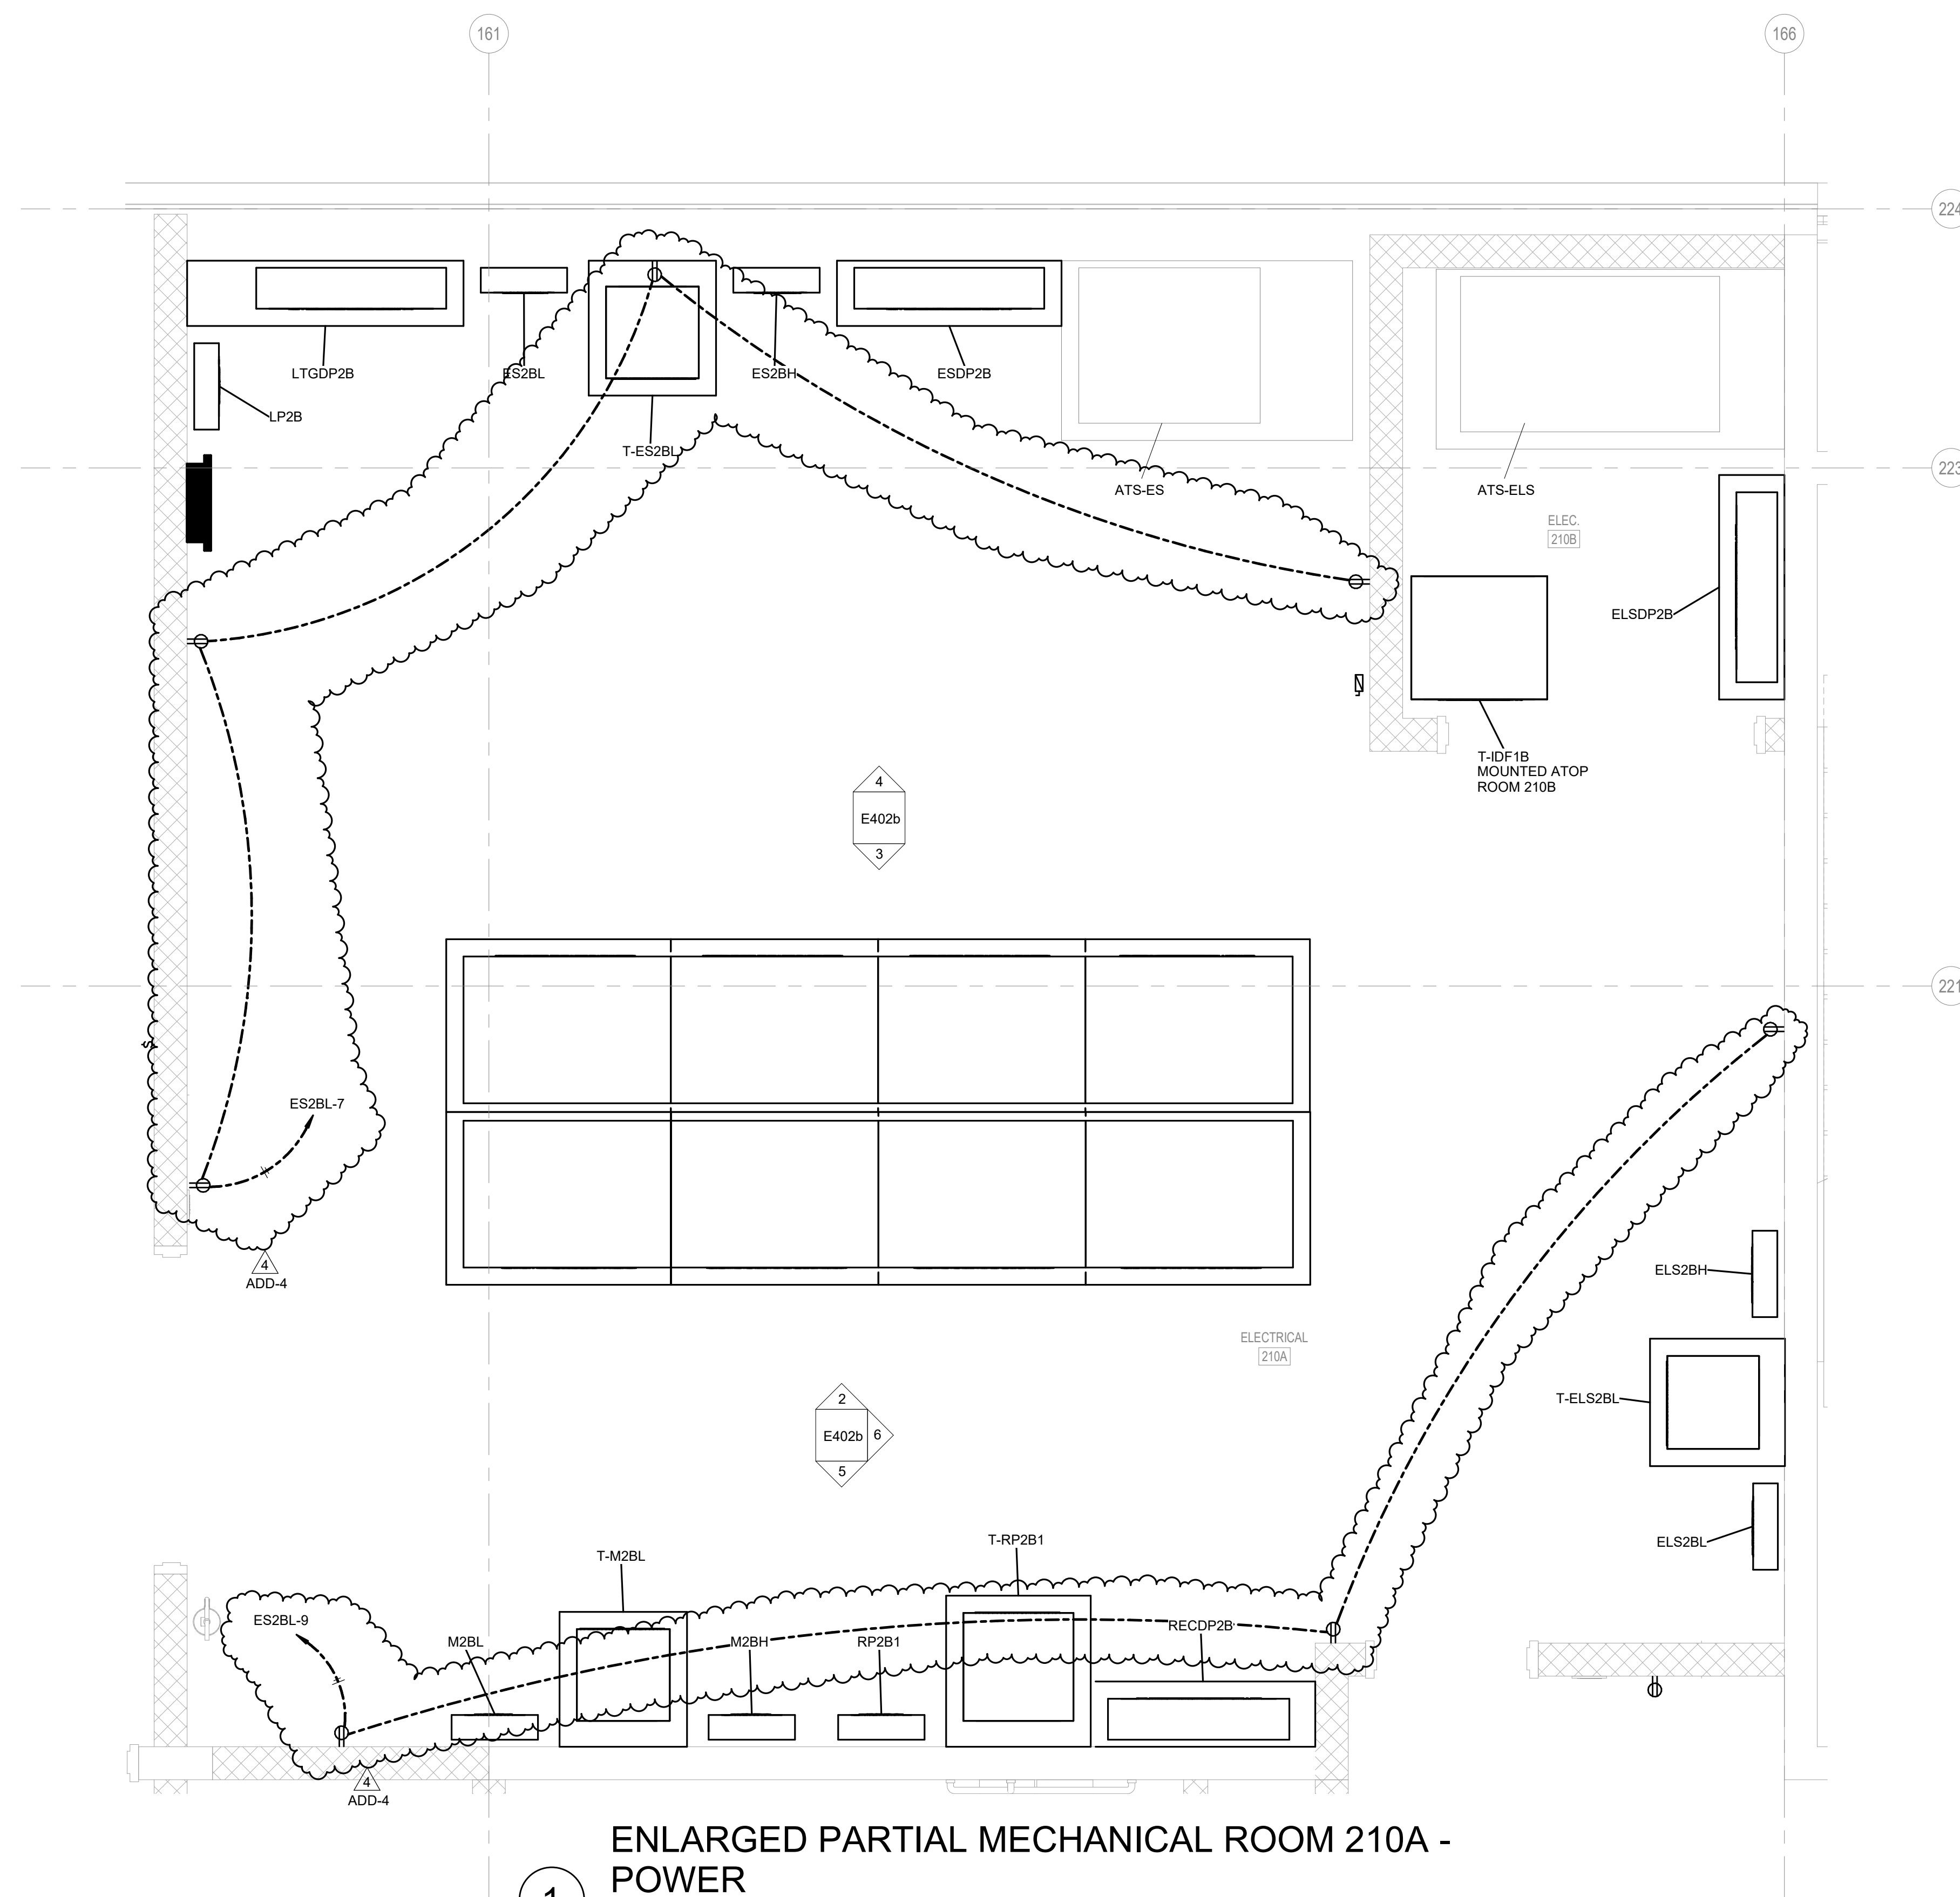 161
166
224
LTGDP2B
ES2BL
ES2BH
ESDP2B
LP2B
T-ES2BL
223
ATS-ES
ATS-ELS
ELEC.
210B
ELSDP2B
T-IDF1B
MOUNTED ATOP
ROOM 210B
4
E402b
3
221
ES2BL-7
4
ADD-4
ELS2BH
ELECTRICAL
210A
2
E402b
6
5
T-ELS2BL
T-RP2B1
ELS2BL
T-M2BL
ES2BL-9
RECDP2B
M2BL
M2BH
RP2B1
4
ADD-4
ENLARGED PARTIAL MECHANICAL ROOM 210A -
POWER
1